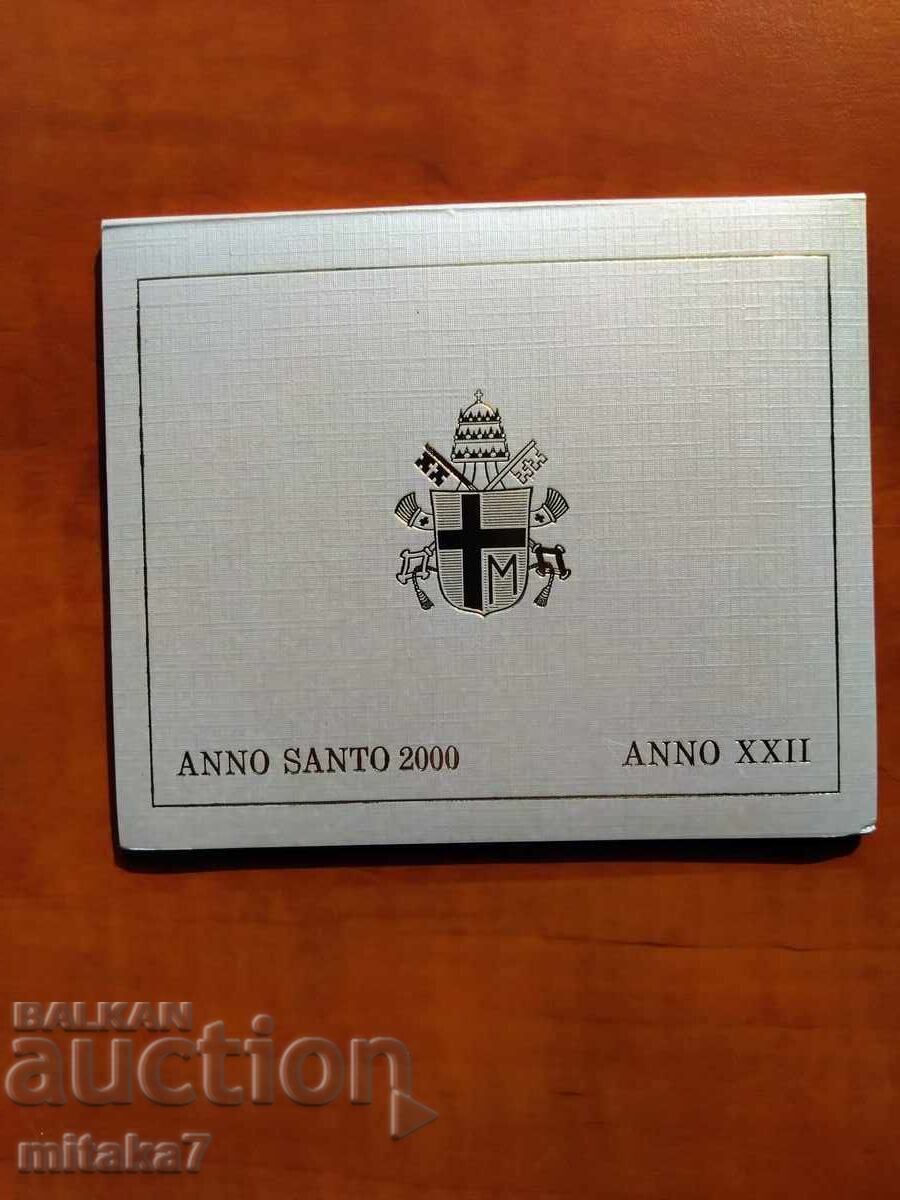 M
ANNO SANTO 2000 ANNO XXII
BALKAN
auction
mitaka7